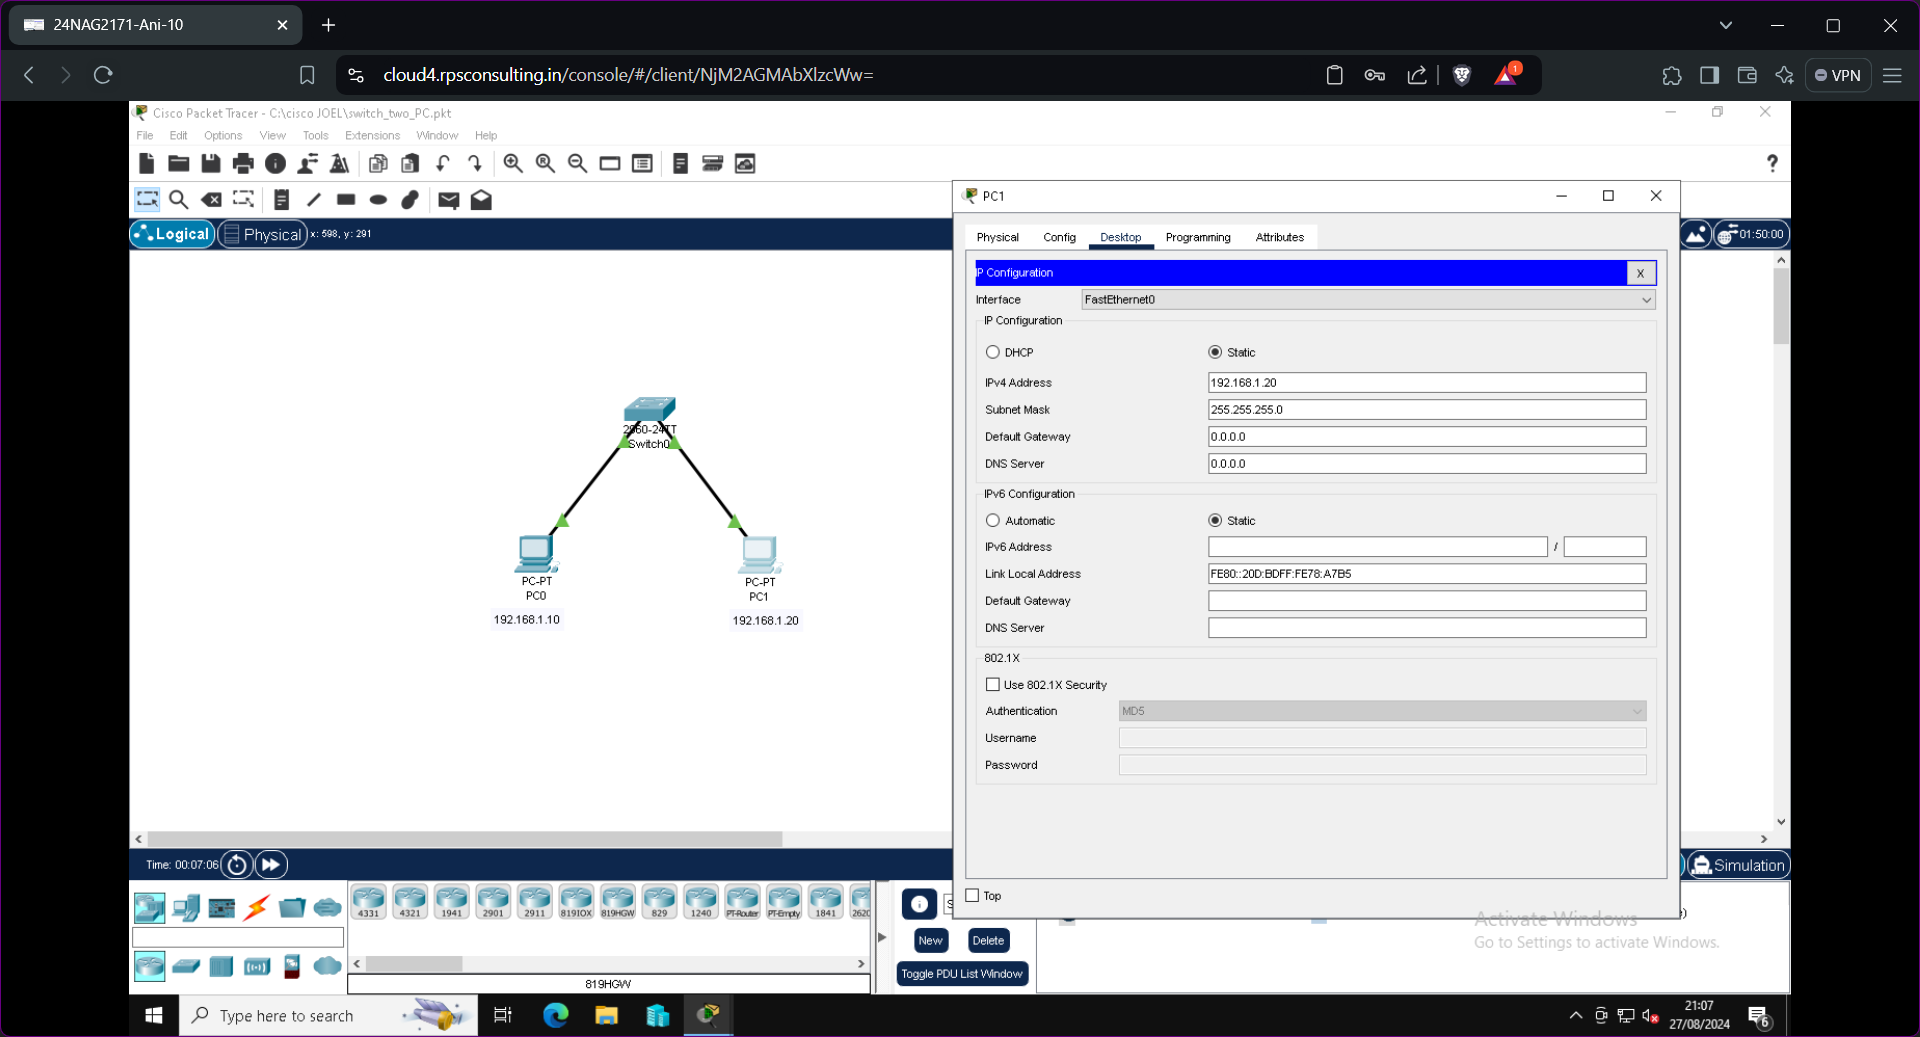 24NAG2171-Ani-10
cloud4.rpsconsulting.in/console/#/client/NjM2AGMAbXlzcWw=
1
VPN
Cisco Packet Tracer - C:\cisco JOEL\switch_two_PC.pkt
File Edit Options View Tools Extensions Window Help
?
Logical Physical x: 598, y: 291
01:50:00
PC1
Physical Config Desktop Programming Attributes
IP Configuration X
Interface FastEthernet0
IP Configuration
DHCP Static
IPv4 Address 192.168.1.20
Subnet Mask 255.255.255.0
Default Gateway 0.0.0.0
DNS Server 0.0.0.0
IPv6 Configuration
Automatic Static
IPv6 Address /
Link Local Address FE80::20D:BDFF:FE78:A7B5
Default Gateway
DNS Server
802.1X
Use 802.1X Security
Authentication MD5
Username
Password
Top
2960-24TT
Switch0
PC-PT
PC0
192.168.1.10
PC-PT
PC1
192.168.1.20
Time: 00:07:06
Simulation
4331 4321 1941 2901 2911 819IOX 819HGW 829 1240 PT-Router PT-Empty 1841 2620
819HGW
New Delete
Toggle PDU List Window
Activate Windows
Go to Settings to activate Windows.
Type here to search
21:07
27/08/2024
6